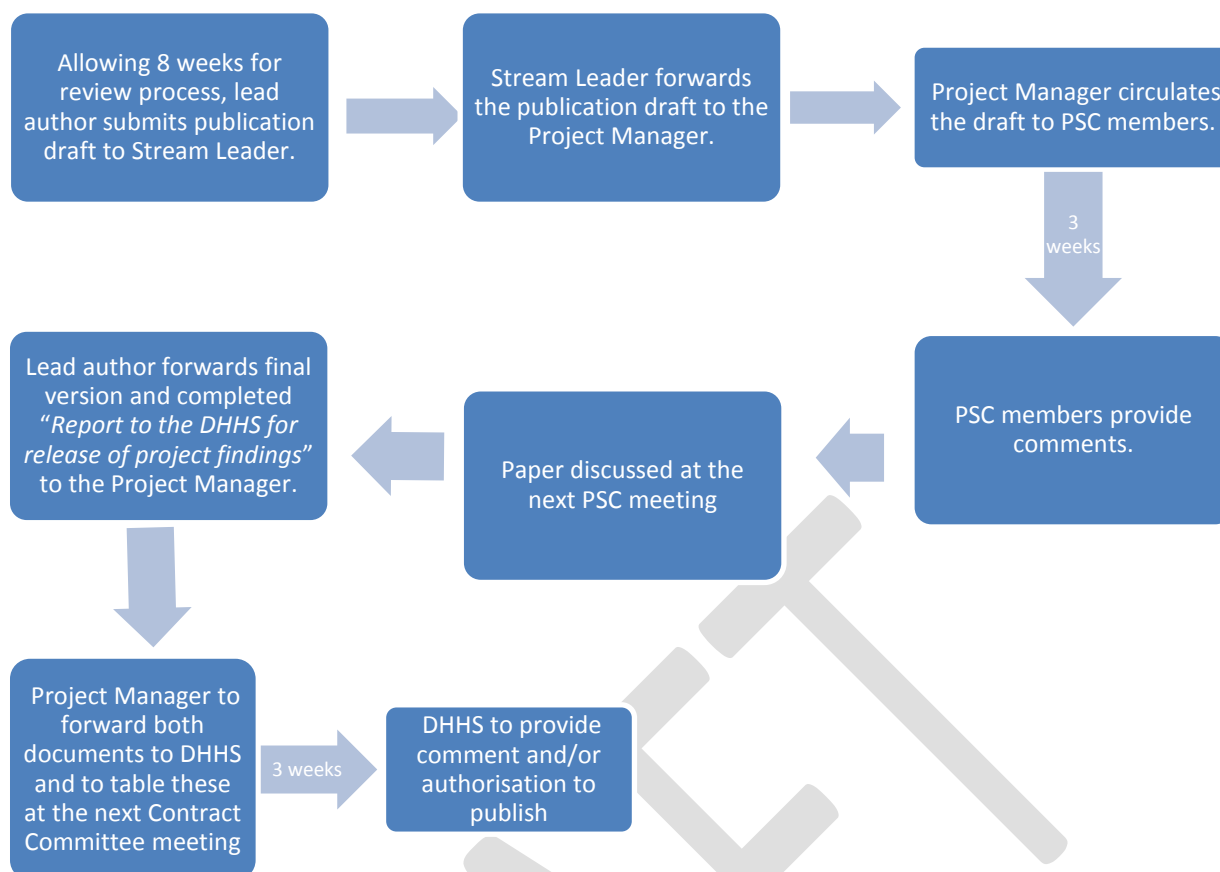 Allowing 8 weeks for
review process, lead
author submits publication
draft to Stream Leader.
Stream Leader forwards
the publication draft to the
Project Manager.
Project Manager circulates
the draft to PSC members.
3
weeks
PSC members provide
comments.
Paper discussed at the
next PSC meeting
Lead author forwards final
version and completed
“Report to the DHHS for
release of project findings”
to the Project Manager.
Project Manager to
forward both
documents to DHHS
and to table these
at the next Contract
Committee meeting
3 weeks
DHHS to provide
comment and/or
authorisation to
publish